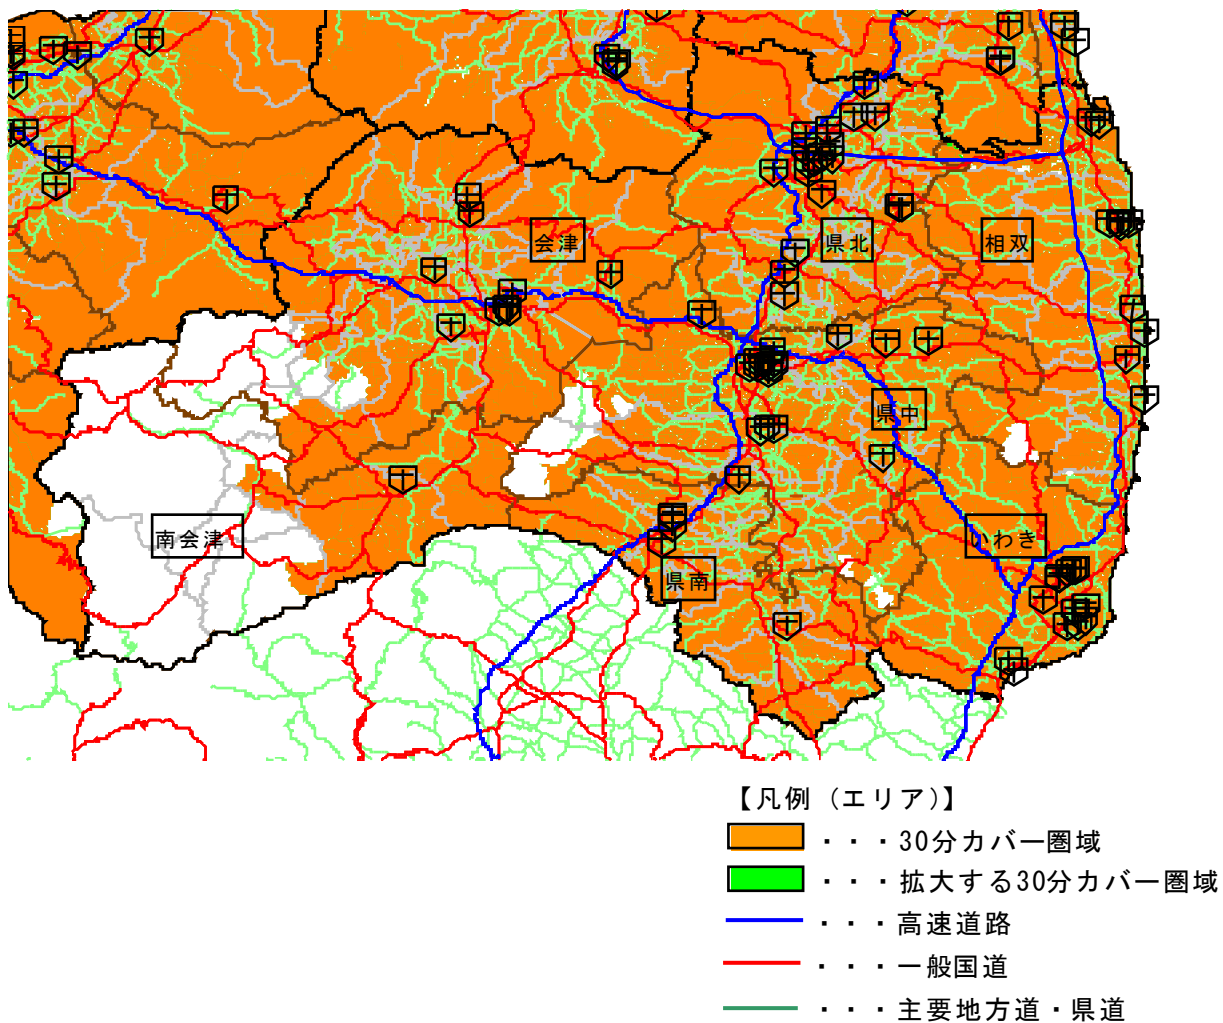 会津
県北
相双
県中
南会津
いわき
県南
【凡例（エリア）】
・・・30分カバー圏域
・・・拡大する30分カバー圏域
・・・高速道路
・・・一般国道
・・・主要地方道・県道